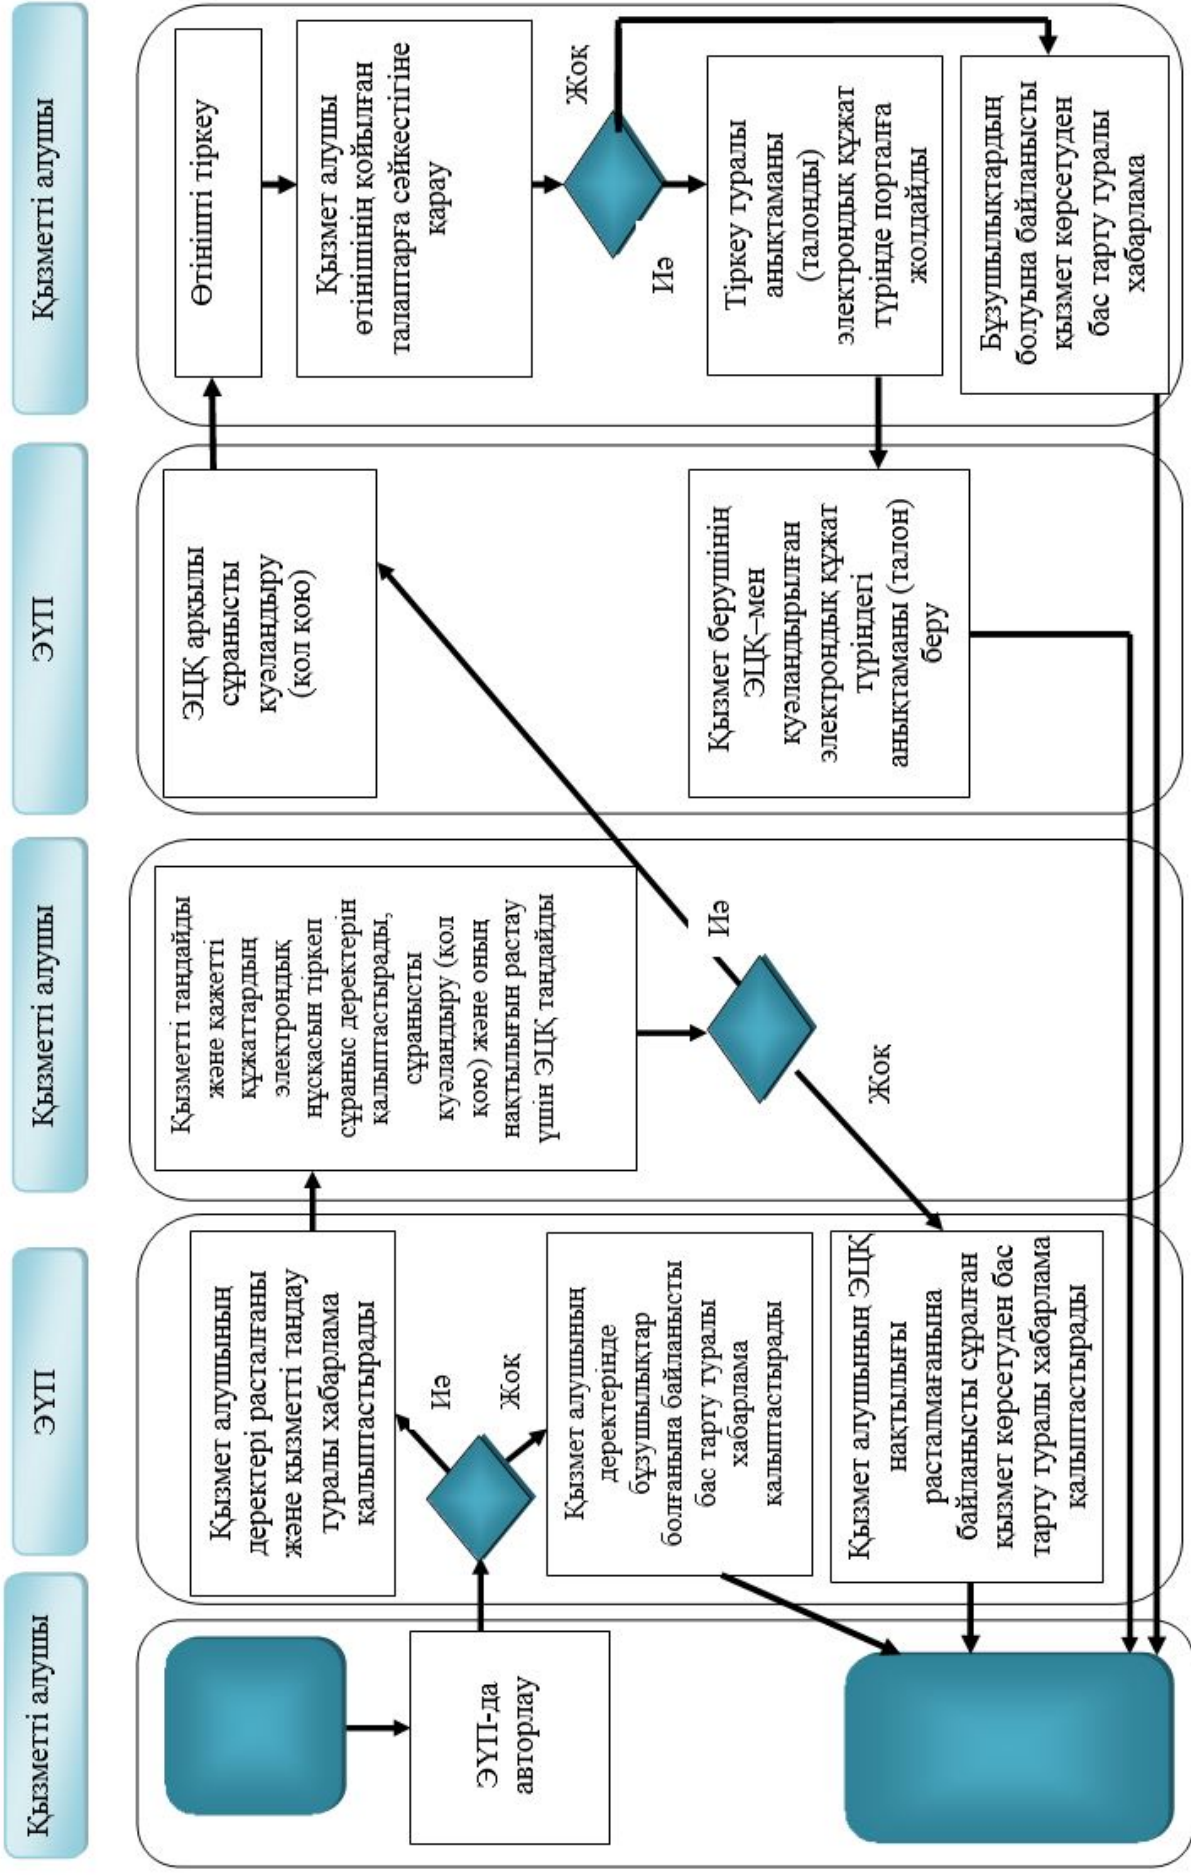 Қызметті алушы
ЭҮП
Қызметті алушы
ЭҮП
Қызметті алушы
ЭҮП-да
авторлау
Қызмет алушының
деректері расталғаны
және қызметті таңдау
туралы хабарлама
қалыптастырады
Иә
Жоқ
Қызмет алушының
деректерінде
бұзушылықтар
болғанына байланысты
бас тарту туралы
хабарлама
қалыптастырады
Қызмет алушының ЭЦҚ
нақтылығы
расталмағанына
байланысты сұралған
қызмет көрсетуден бас
тарту туралы хабарлама
қалыптастырады
Қызметті таңдайды
және қажетті
құжаттардың
электрондық
нұсқасын тіркеп
сұраныс деректерін
қалыптастырады,
сұранысты
куәландыру (қол
қою) және оның
нақтылығын растау
үшін ЭЦҚ таңдайды
Иә
Жоқ
ЭЦҚ арқылы
сұранысты
куәландыру
(қол қою)
Қызмет берушінің
ЭЦҚ–мен
куәландырылған
электрондық құжат
түріндегі
анықтаманы (талон)
беру
Өтінішті тіркеу
Қызмет алушы
өтінішінің қойылған
талаптарға сәйкестігіне
қарау
Жоқ
Иә
Тіркеу туралы
анықтаманы
(талонды)
электрондық құжат
түрінде порталға
жолдайды
Бұзушылықтардың
болуына байланысты
қызмет көрсетуден
бас тарту туралы
хабарлама